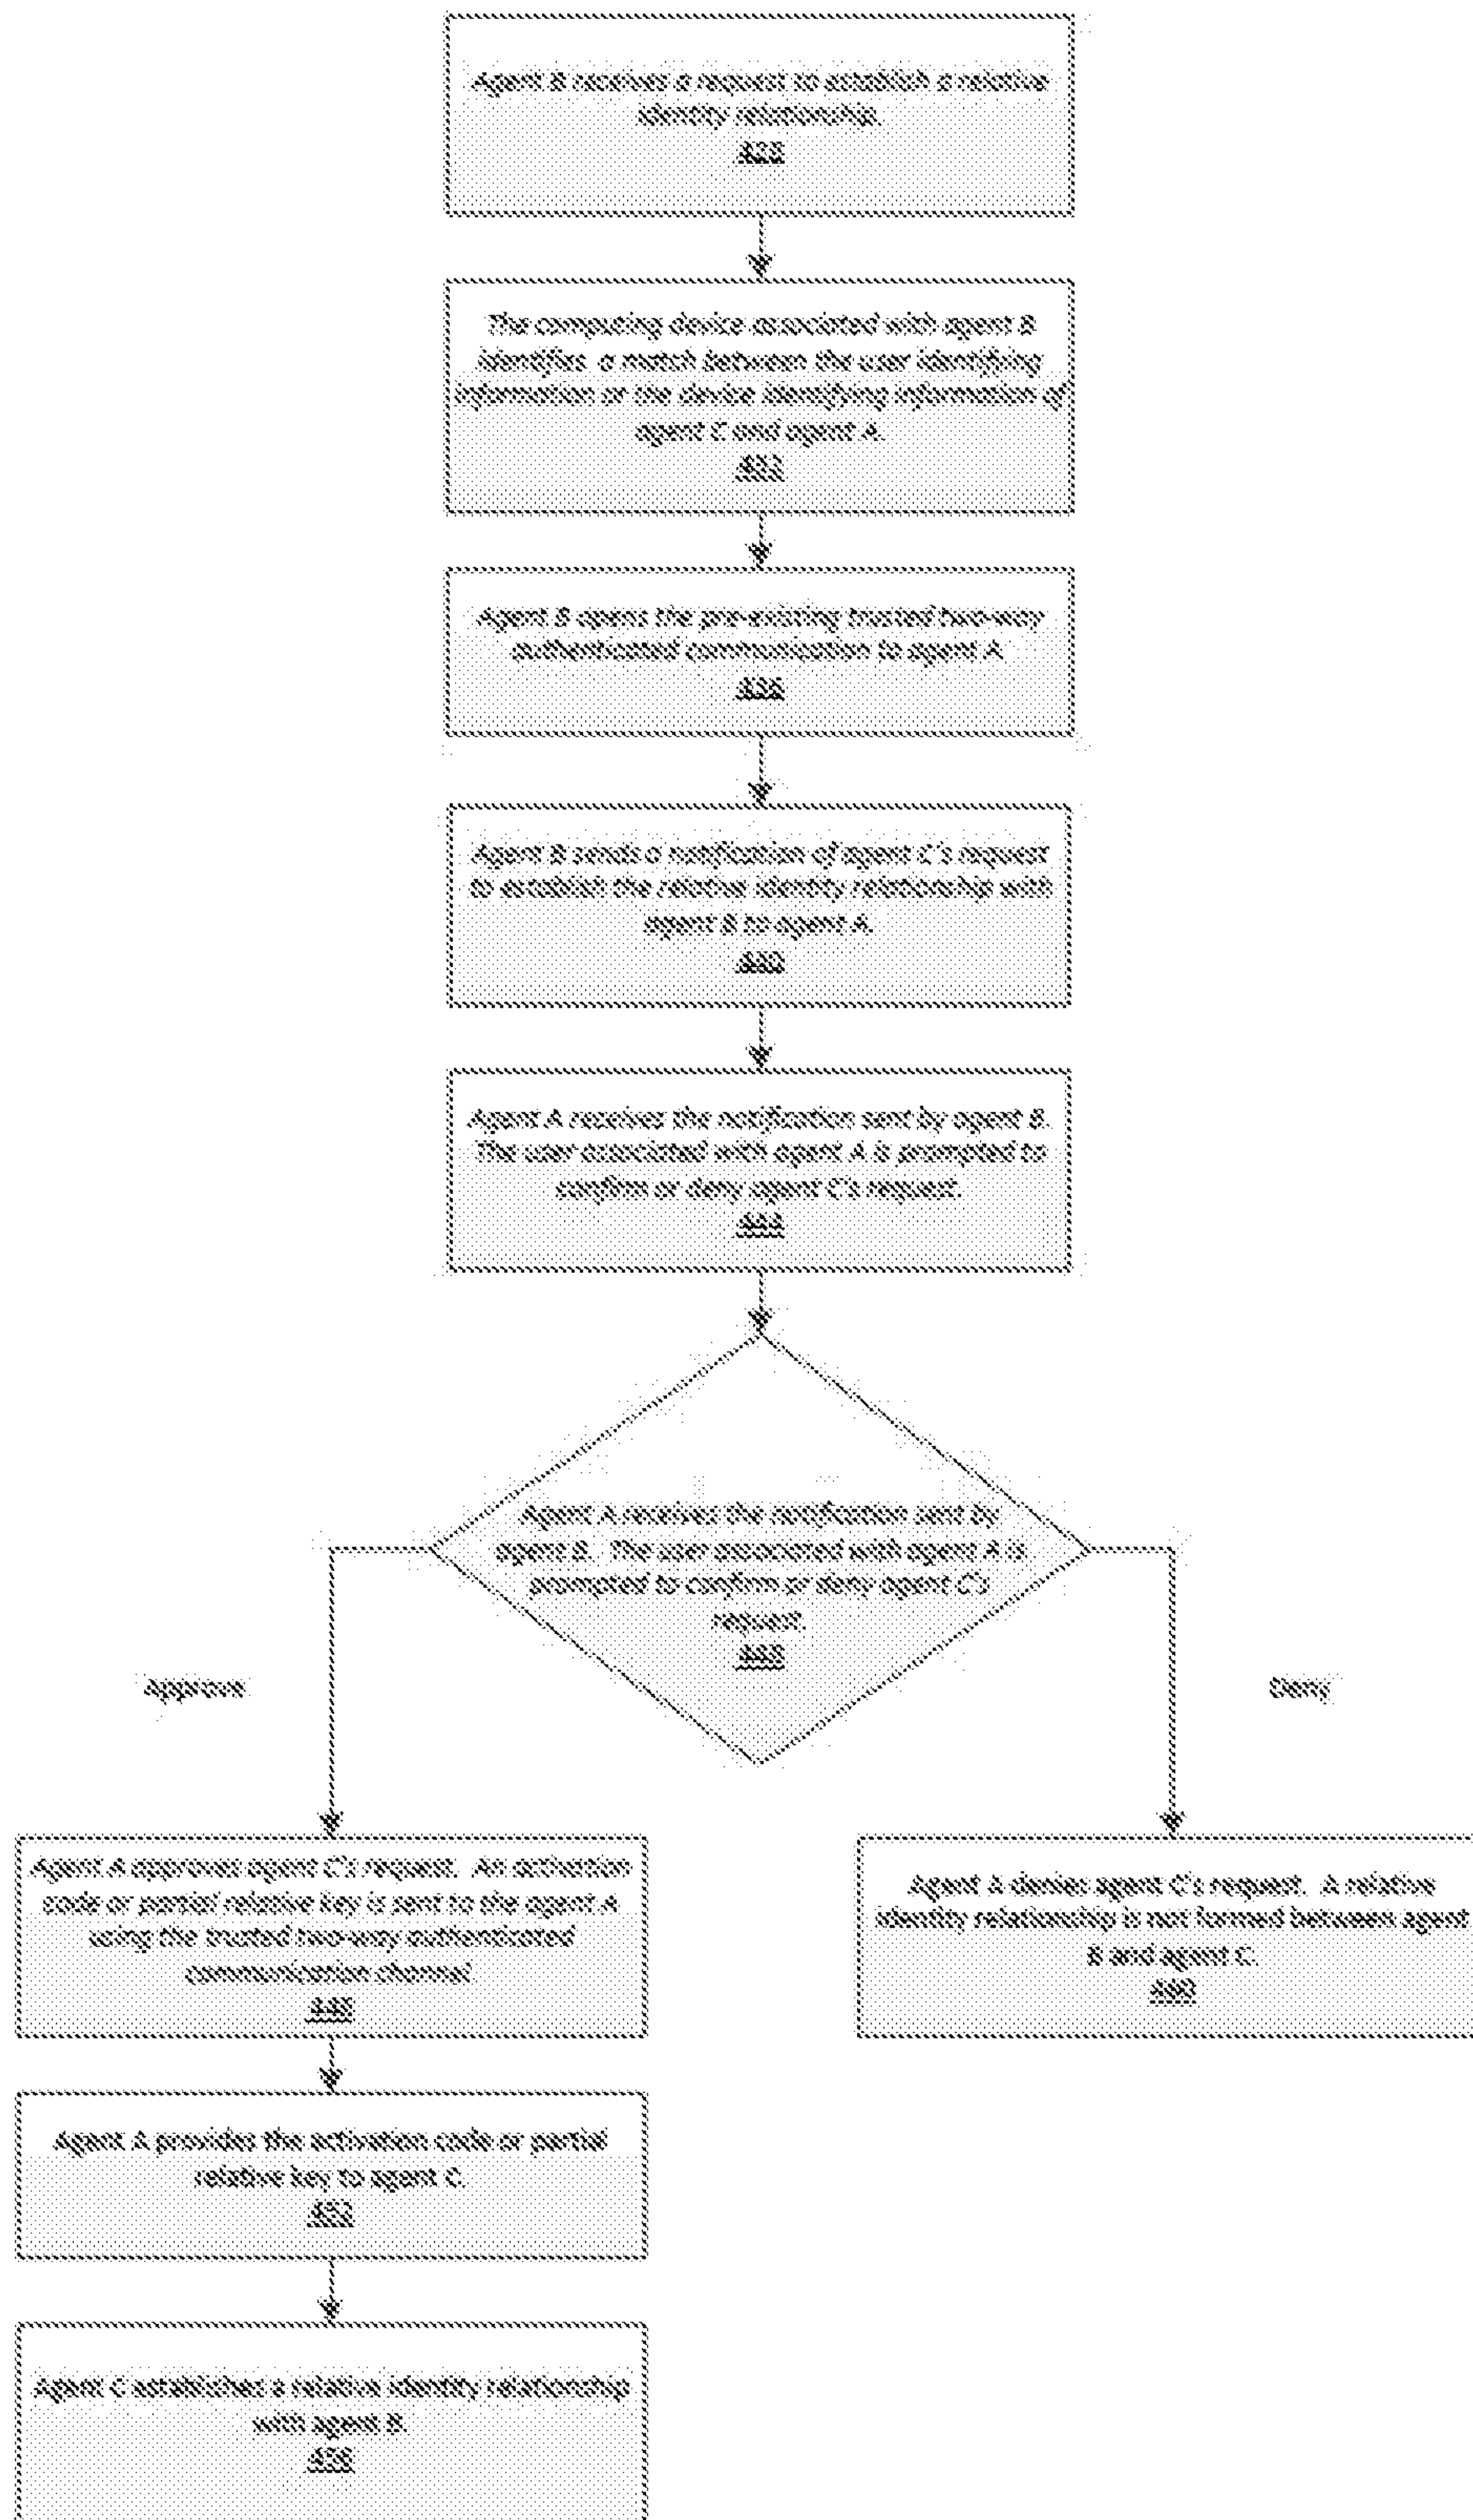 Agent B receives a request to establish a relative
identity relationship.
The computing device associated with agent B
identifies a match between the user identifying
information or the device identifying information of
agent C and agent A.
Agent B opens the pre-existing trusted two-way
authenticated communication to agent A
436
Agent B sends a notification of agent C's request
to establish the relative identity relationship with
agent B to agent A.
440
Agent A receives the notification sent by agent B.
The user associated with agent A is prompted to
confirm or deny agent C's request.
444
Agent A receives the notification sent by
agent B. The user associated with agent A is
prompted to confirm or deny agent C's
request.
Approve
Deny
Agent A approves agent C's request. An activation
code or partial relative key is sent to the agent A
using the trusted two-way authenticated
communication channel.
448
Agent A denies agent C's request. A relative
identity relationship is not formed between agent
B and agent C.
460
Agent A provides the activation code or partial
relative key to agent C.
452
Agent C establishes a relative identity relationship
with agent B.
456